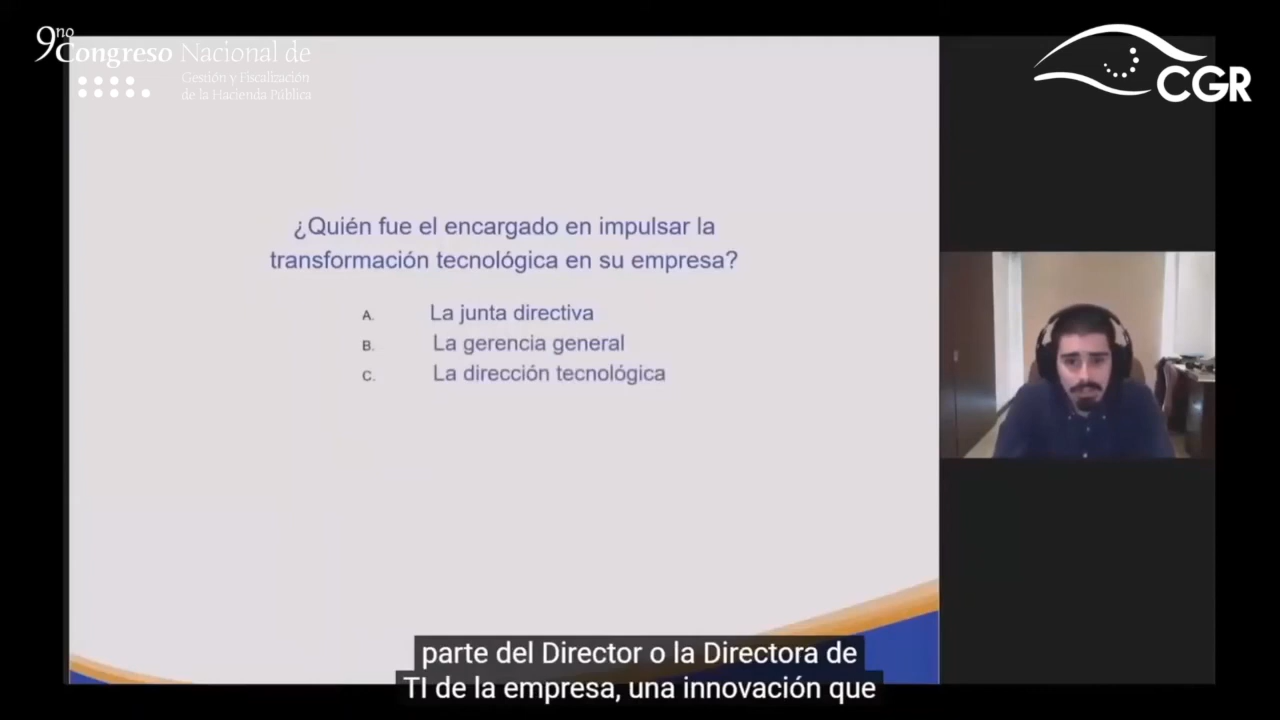 9no
Congreso Nacional de
Gestión y Fiscalización
de la Hacienda Pública
CGR
¿Quién fue el encargado en impulsar la
transformación tecnológica en su empresa?
A. La junta directiva
B. La gerencia general
C. La dirección tecnológica
parte del Director o la Directora de
TI de la empresa, una innovación que